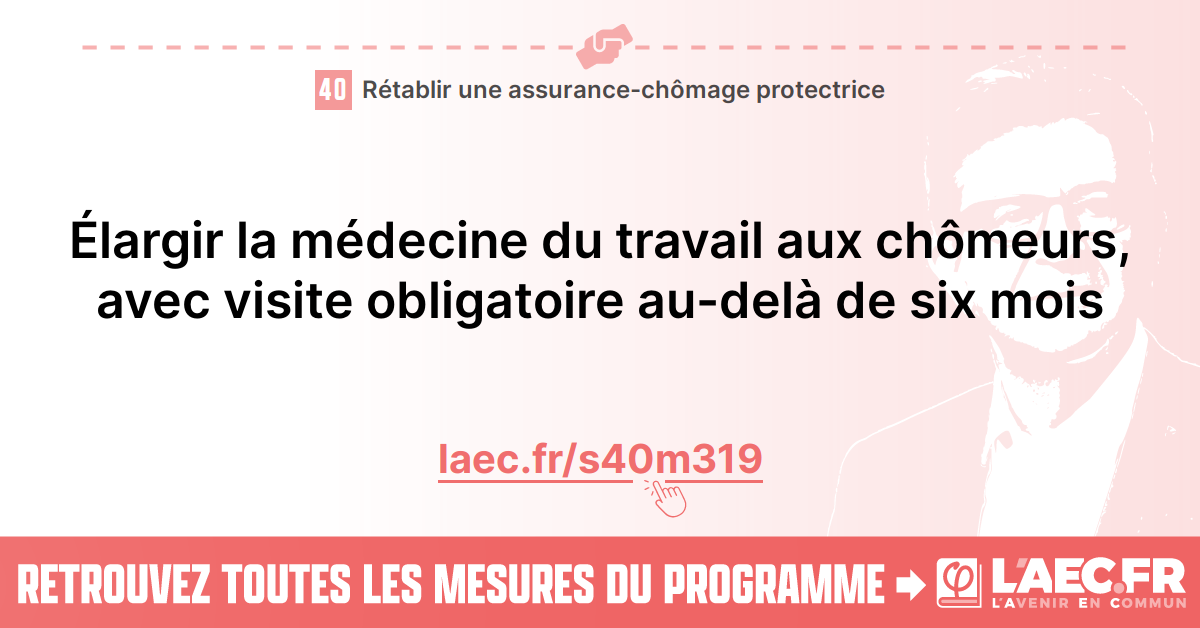 40 Rétablir une assurance-chômage protectrice
Élargir la médecine du travail aux chômeurs,
avec visite obligatoire au-delà de six mois
laec.fr/s40m319
RETROUVEZ TOUTES LES MESURES DU PROGRAMME
L'AEC.FR
L'AVENIR EN COMMUN